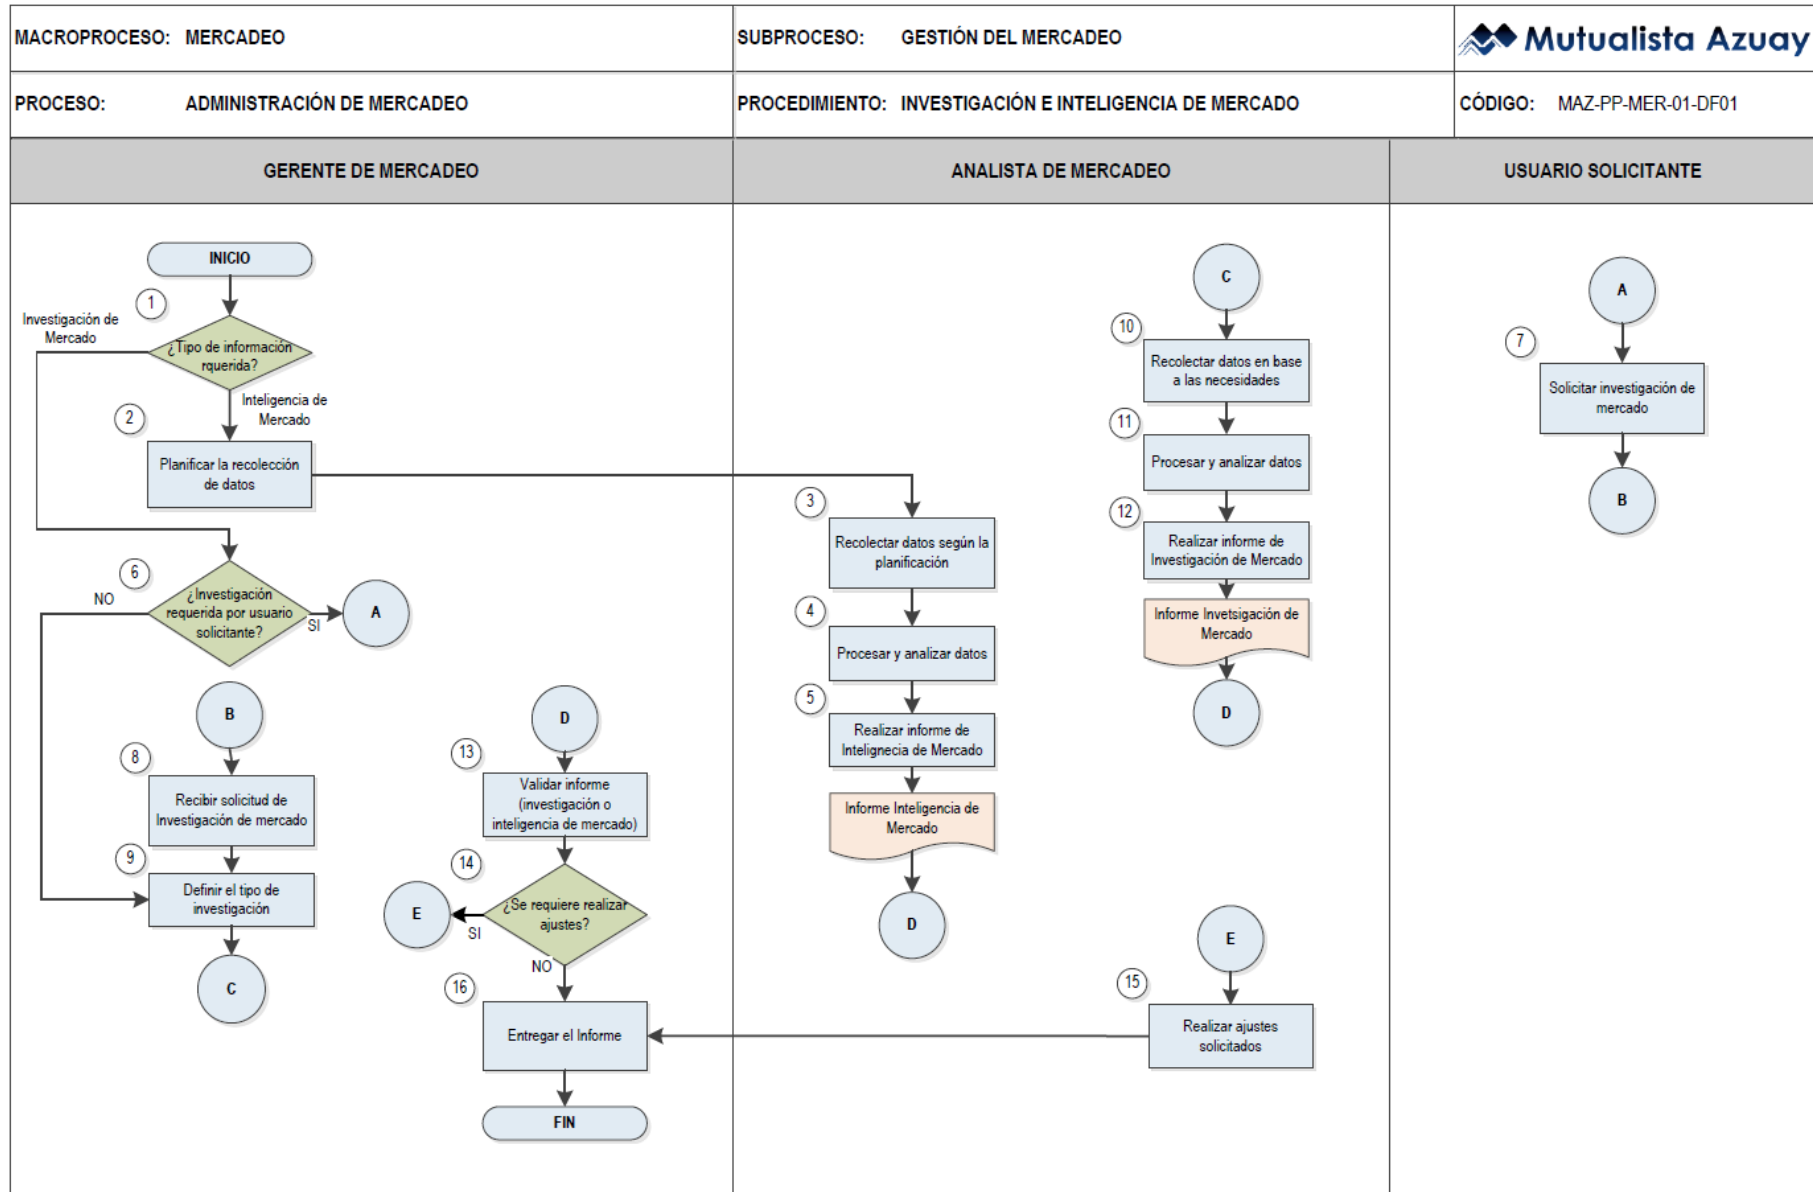 MACROPROCESO: MERCADEO
SUBPROCESO: GESTIÓN DEL MERCADEO
Mutualista Azuay
PROCESO: ADMINISTRACIÓN DE MERCADEO
PROCEDIMIENTO: INVESTIGACIÓN E INTELIGENCIA DE MERCADO
CÓDIGO: MAZ-PP-MER-01-DF01
GERENTE DE MERCADEO
ANALISTA DE MERCADEO
USUARIO SOLICITANTE
INICIO
1
Investigación de
Mercado
¿Tipo de información
rquerida?
Inteligencia de
Mercado
2
Planificar la recolección
de datos
6
NO
¿Investigación
requerida por usuario
solicitante?
SI
A
B
8
Recibir solicitud de
Investigación de mercado
9
Definir el tipo de
investigación
C
D
13
Validar informe
(investigación o
inteligencia de mercado)
14
¿Se requiere realizar
ajustes?
E
SI
NO
16
Entregar el Informe
FIN
3
Recolectar datos según la
planificación
4
Procesar y analizar datos
5
Realizar informe de
Intelignecia de Mercado
Informe Inteligencia de
Mercado
D
C
10
Recolectar datos en base
a las necesidades
11
Procesar y analizar datos
12
Realizar informe de
Investigación de Mercado
Informe Invetsigación de
Mercado
D
E
15
Realizar ajustes
solicitados
A
7
Solicitar investigación de
mercado
B